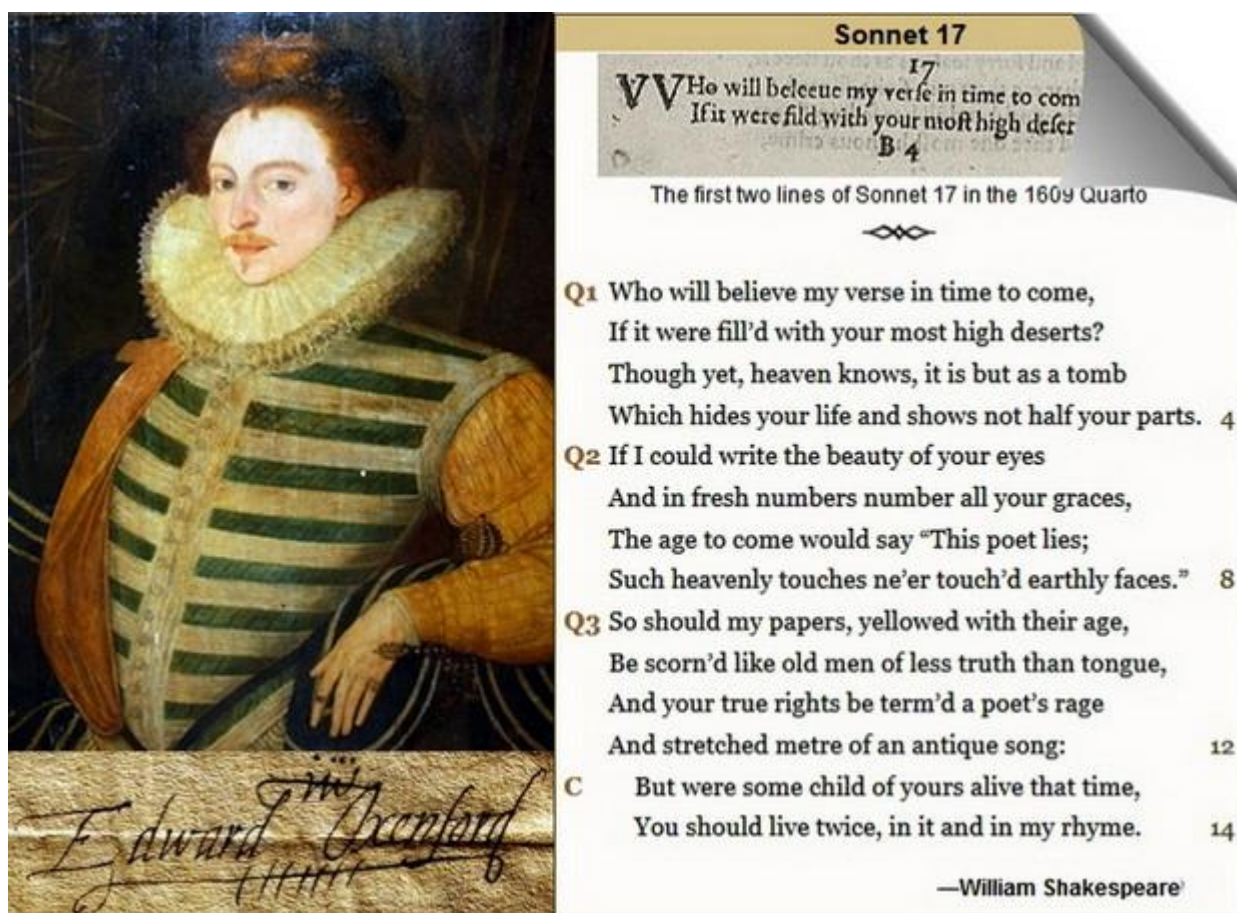 Sonnet 17
17
VVHo will beleeue my verſe in time to com
If it were fild with your moſt high deſer
B 4
The first two lines of Sonnet 17 in the 1609 Quarto
Q1 Who will believe my verse in time to come,
If it were fill’d with your most high deserts?
Though yet, heaven knows, it is but as a tomb
Which hides your life and shows not half your parts. 4
Q2 If I could write the beauty of your eyes
And in fresh numbers number all your graces,
The age to come would say “This poet lies;
Such heavenly touches ne’er touch’d earthly faces.” 8
Q3 So should my papers, yellowed with their age,
Be scorn’d like old men of less truth than tongue,
And your true rights be term’d a poet’s rage
And stretched metre of an antique song: 12
C But were some child of yours alive that time,
You should live twice, in it and in my rhyme. 14
—William Shakespeare
Edward Oxenford